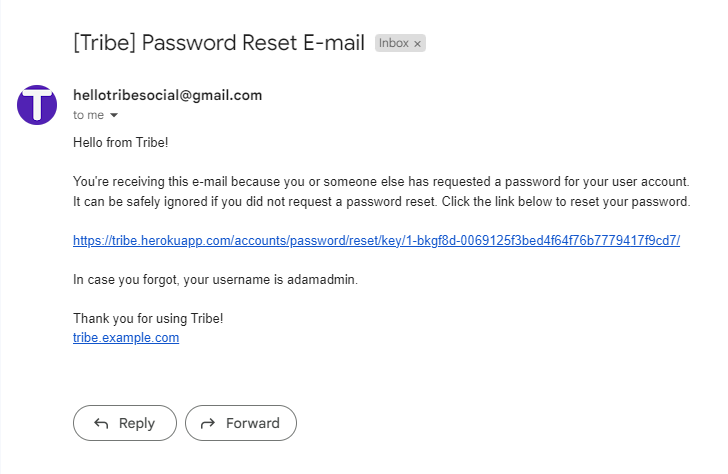 [Tribe] Password Reset E-mail Inbox ×
T
hellotribesocial@gmail.com
to me
Hello from Tribe!
You're receiving this e-mail because you or someone else has requested a password for your user account.
It can be safely ignored if you did not request a password reset. Click the link below to reset your password.
https://tribe.herokuapp.com/accounts/password/reset/key/1-bkgf8d-0069125f3bed4f64f76b7779417f9cd7/
In case you forgot, your username is adamadmin.
Thank you for using Tribe!
tribe.example.com
Reply Forward